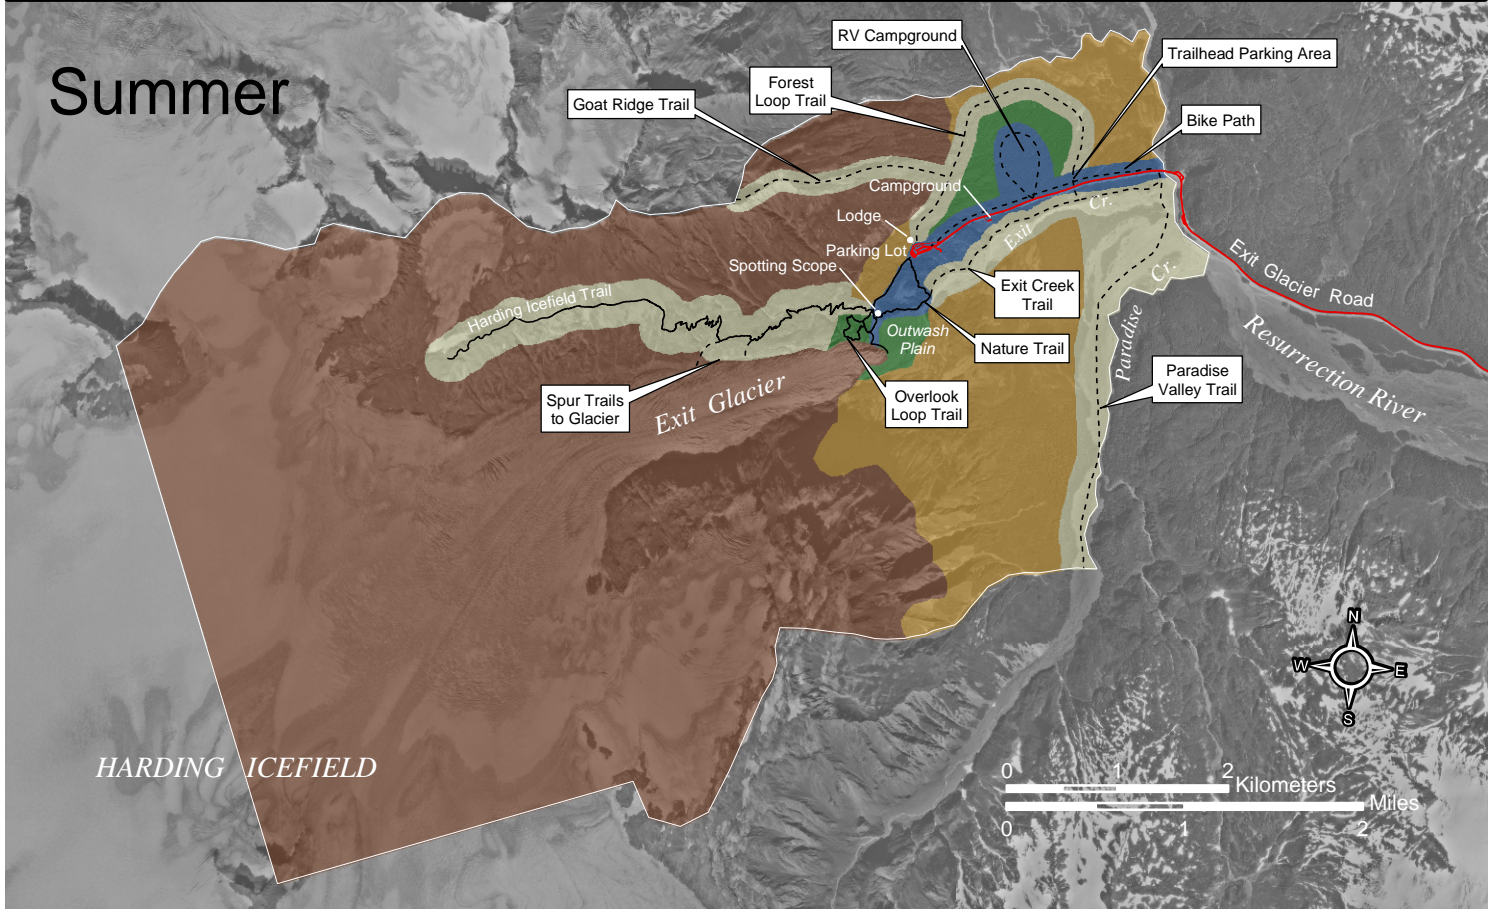 Summer
RV Campground
Trailhead Parking Area
Forest
Loop Trail
Goat Ridge Trail
Bike Path
Campground
Lodge
Parking Lot
Spotting Scope
Exit
Cr.
Exit Glacier Road
Cr.
Paradise
Exit Creek
Trail
Harding Icefield Trail
Outwash
Plain
Nature Trail
Resurrection River
Paradise
Valley Trail
Overlook
Loop Trail
Spur Trails
to Glacier
Exit Glacier
HARDING ICEFIELD
N
W
E
S
0 1 2
Kilometers
Miles
0 1 2